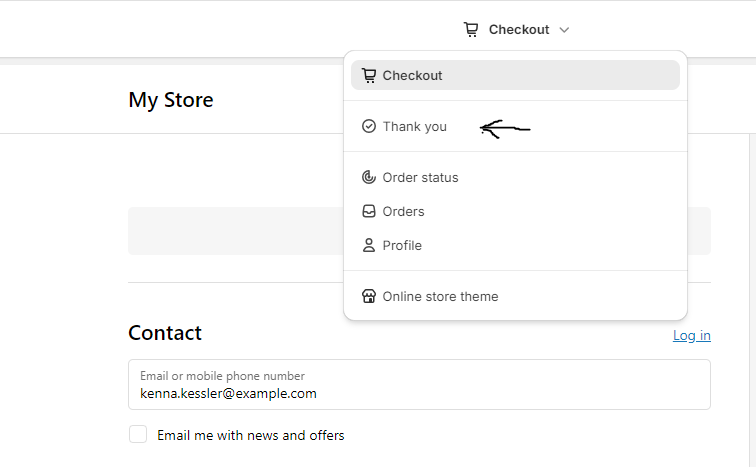 Checkout
Checkout
My Store
Thank you
Order status
Orders
Profile
Online store theme
Contact
Log in
Email or mobile phone number
kenna.kessler@example.com
Email me with news and offers